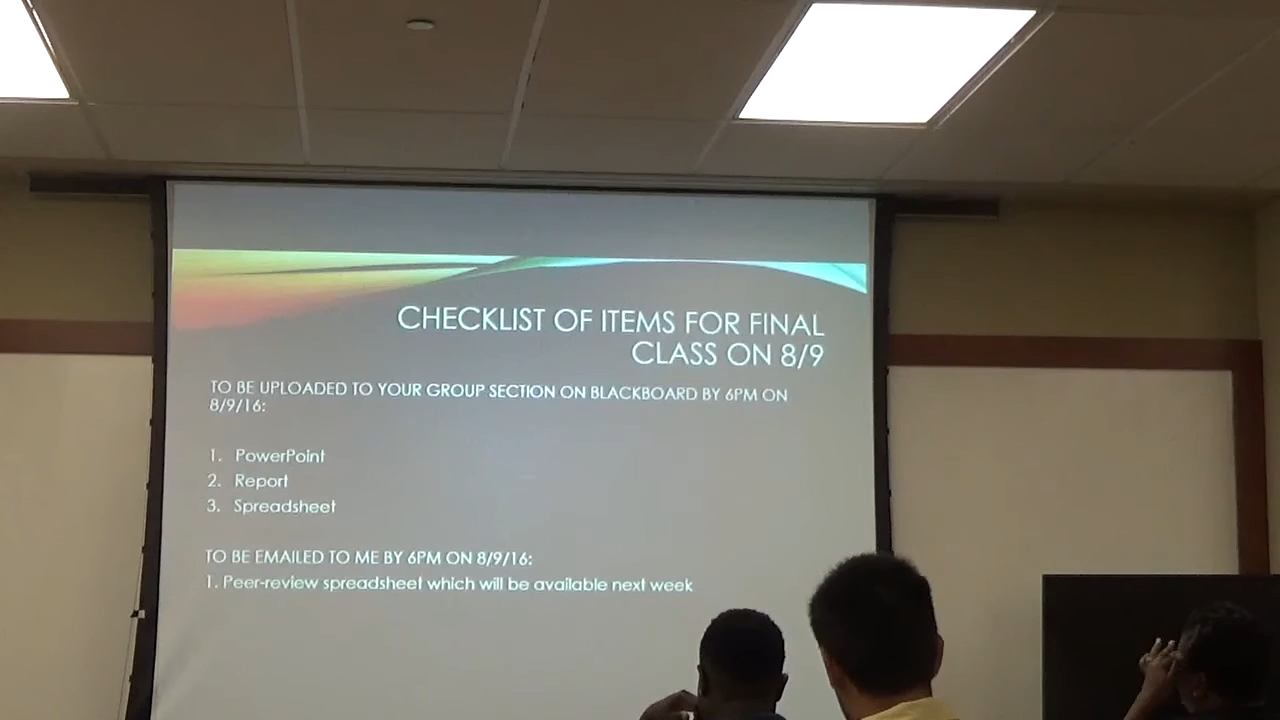 CHECKLIST OF ITEMS FOR FINAL
CLASS ON 8/9
TO BE UPLOADED TO YOUR GROUP SECTION ON BLACKBOARD BY 6PM ON
8/9/16:
1. PowerPoint
2. Report
3. Spreadsheet
TO BE EMAILED TO ME BY 6PM ON 8/9/16:
1. Peer-review spreadsheet which will be available next week